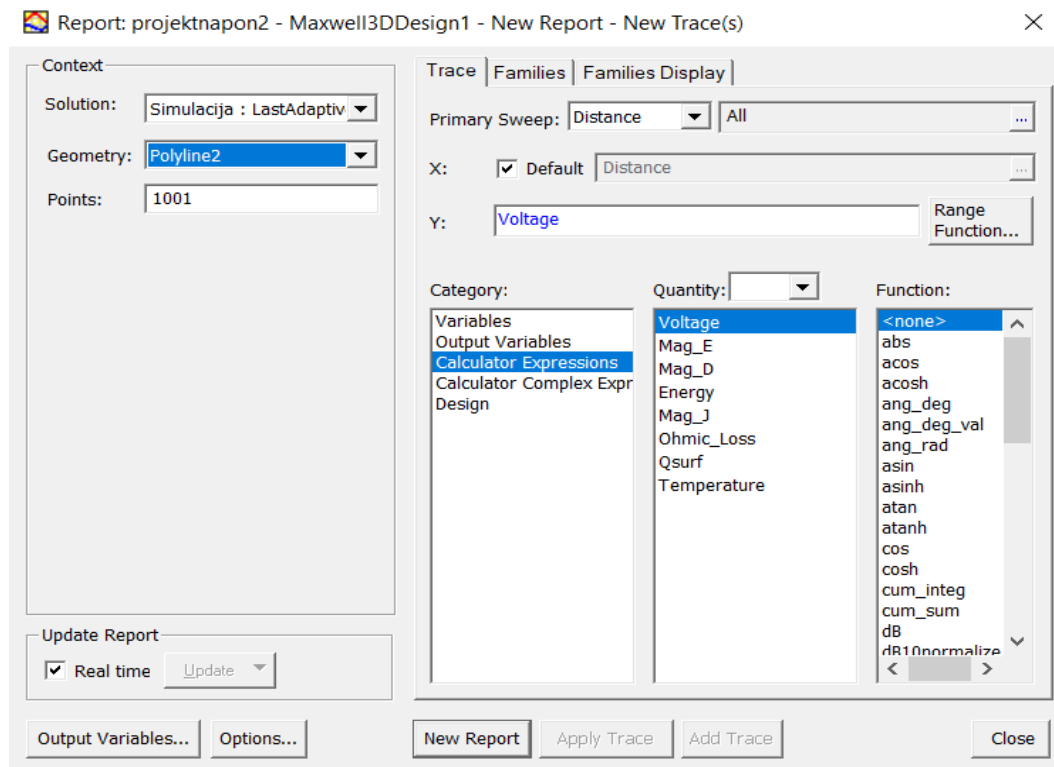 Report: projektnapon2 - Maxwell3DDesign1 - New Report - New Trace(s)
Context
Solution:
Simulacija : LastAdaptiv
Geometry:
Polyline2
Points:
1001
Update Report
Real time
Update
Output Variables...
Options...
Trace
Families
Families Display
Primary Sweep:
Distance
All
...
X:
Default
Distance
...
Y:
Voltage
Range
Function...
Category:
Variables
Output Variables
Calculator Expressions
Calculator Complex Expr
Design
Quantity:
Voltage
Mag_E
Mag_D
Energy
Mag_J
Ohmic_Loss
Qsurf
Temperature
Function:
<none>
abs
acos
acosh
ang_deg
ang_deg_val
ang_rad
asin
asinh
atan
atanh
cos
cosh
cum_integ
cum_sum
dB
dB10normalize
New Report
Apply Trace
Add Trace
Close